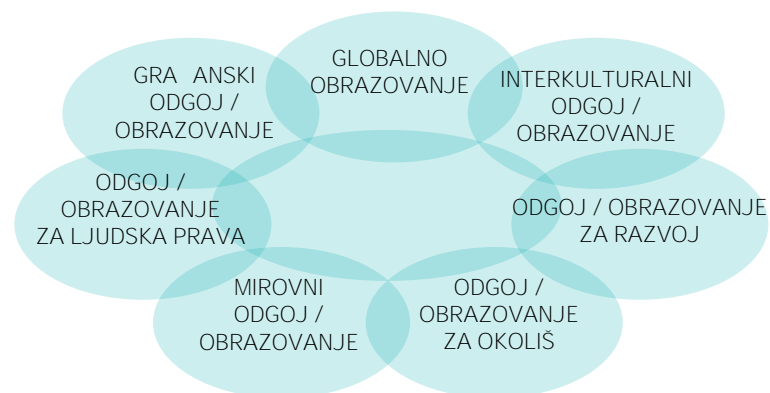 GLOBALNO
OBRAZOVANJE
GRA ANSKI
ODGOJ /
OBRAZOVANJE
INTERKULTURALNI
ODGOJ /
OBRAZOVANJE
ODGOJ /
OBRAZOVANJE
ZA LJUDSKA PRAVA
ODGOJ / OBRAZOVANJE
ZA RAZVOJ
MIROVNI
ODGOJ /
OBRAZOVANJE
ODGOJ /
OBRAZOVANJE
ZA OKOLIŠ